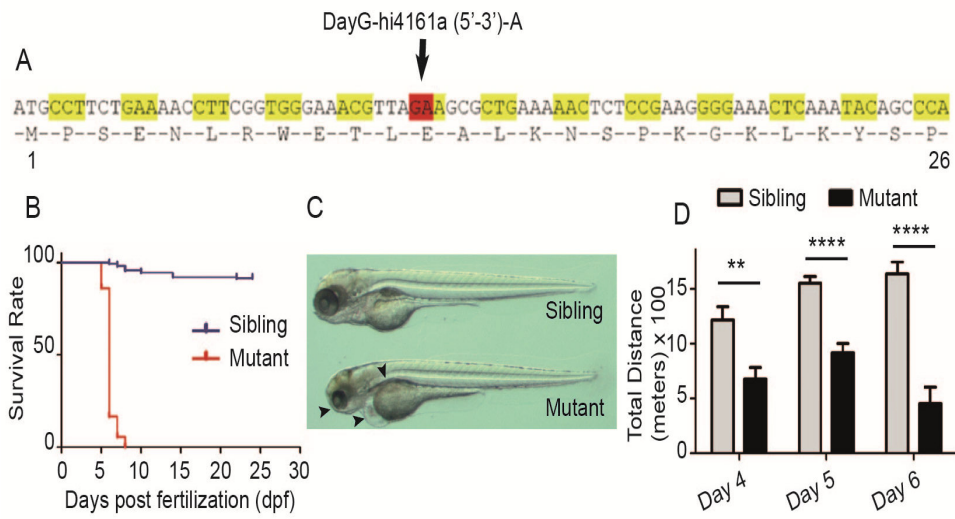 DayG-hi4161a (5'-3')-A
A
ATGCCTTCTGAAAACCTTCGGTGGGAAACGTTAGAAGCGCTGAAAAACTCTCCGAAGGGGAAACTCAAATACAGCCCA
-M--P--S--E--N--L--R--W--E--T--L--E--A--L--K--N--S--P--K--G--K--L--K--Y--S--P-
1 26
B
Survival Rate
100
50
0
0 5 10 15 20 25 30
Days post fertilization (dpf)
Sibling
Mutant
C
Sibling
Mutant
D
Sibling Mutant
** **** ****
Total Distance
(meters) x 100
15
10
5
0
Day 4 Day 5 Day 6